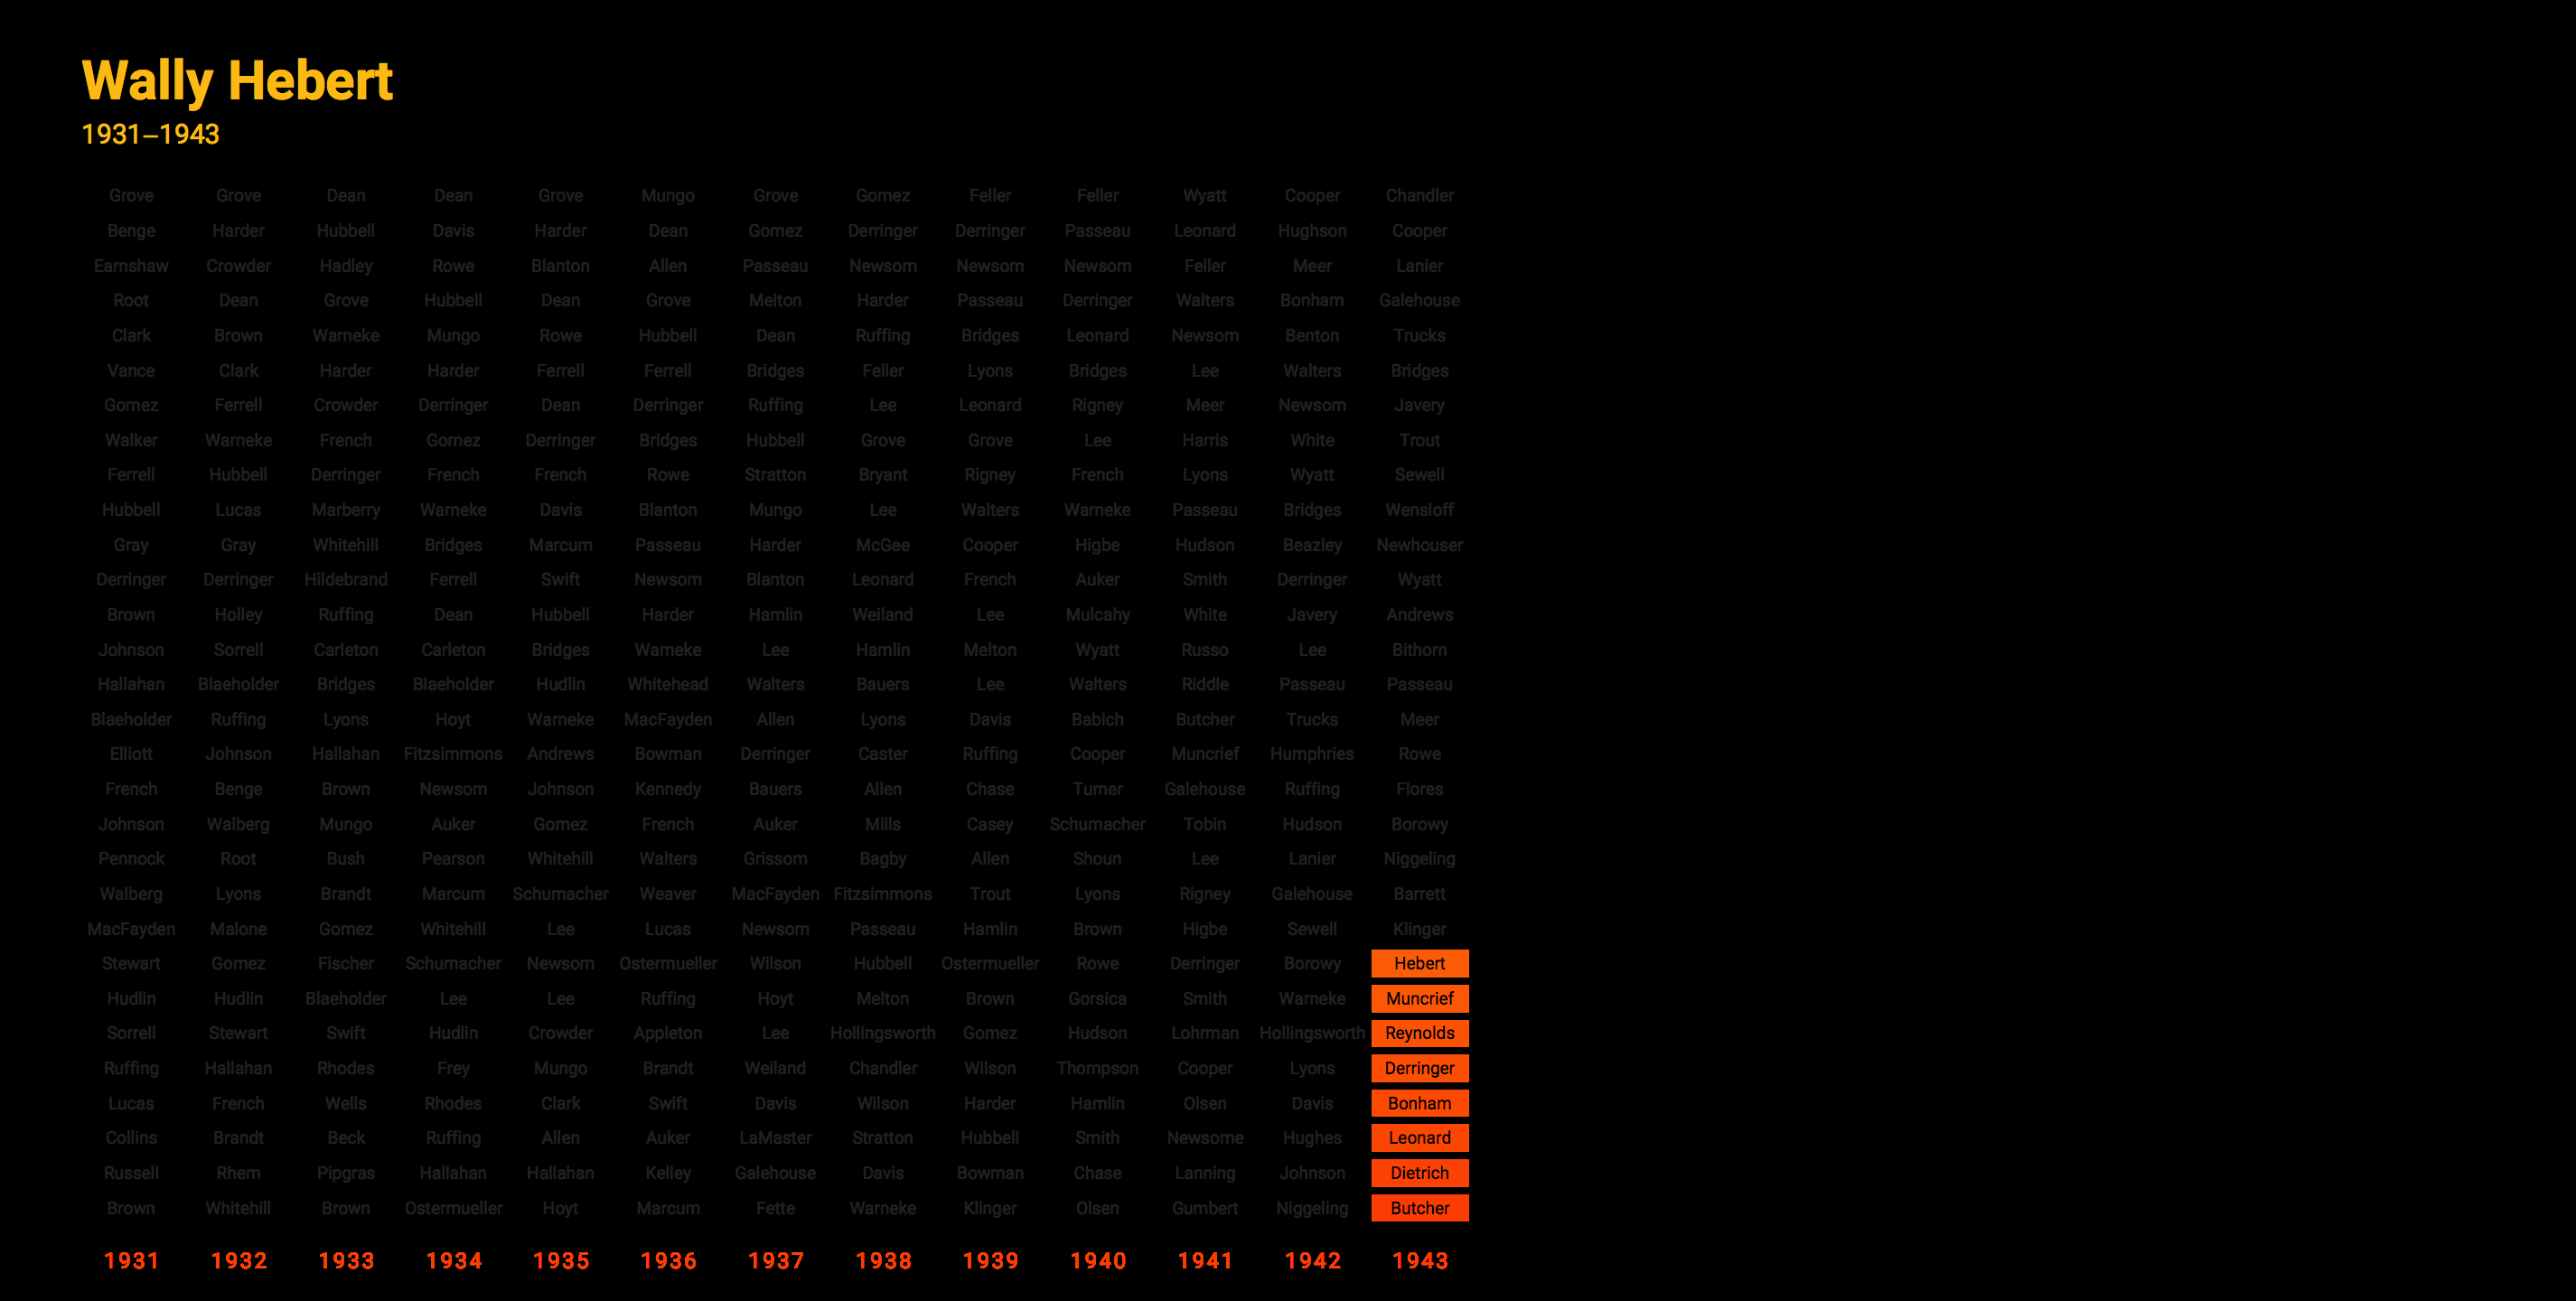 Wally Hebert
1931–1943
Grove Grove Dean Dean Grove Mungo Grove Gomez Feller Feller Wyatt Cooper Chandler
Benge Harder Hubbell Davis Harder Dean Gomez Derringer Derringer Passeau Leonard Hughson Cooper
Earnshaw Crowder Hadley Rowe Blanton Allen Passeau Newsom Newsom Newsom Feller Meer Lanier
Root Dean Grove Hubbell Dean Grove Melton Harder Passeau Derringer Walters Bonham Galehouse
Clark Brown Warneke Mungo Rowe Hubbell Dean Ruffing Bridges Leonard Newsom Benton Trucks
Vance Clark Harder Harder Ferrell Ferrell Bridges Feller Lyons Bridges Lee Walters Bridges
Gomez Ferrell Crowder Derringer Dean Derringer Ruffing Lee Leonard Rigney Meer Newsom Javery
Walker Warneke French Gomez Derringer Bridges Hubbell Grove Grove Lee Harris White Trout
Ferrell Hubbell Derringer French French Rowe Stratton Bryant Rigney French Lyons Wyatt Sewell
Hubbell Lucas Marberry Warneke Davis Blanton Mungo Lee Walters Warneke Passeau Bridges Wensloff
Gray Gray Whitehill Bridges Marcum Passeau Harder McGee Cooper Higbe Hudson Beazley Newhouser
Derringer Derringer Hildebrand Ferrell Swift Newsom Blanton Leonard French Auker Smith Derringer Wyatt
Brown Holley Ruffing Dean Hubbell Harder Hamlin Weiland Lee Mulcahy White Javery Andrews
Johnson Sorrell Carleton Carleton Bridges Warneke Lee Hamlin Melton Wyatt Russo Lee Bithorn
Hallahan Blaeholder Bridges Blaeholder Hudlin Whitehead Walters Bauers Lee Walters Riddle Passeau Passeau
Blaeholder Ruffing Lyons Hoyt Warneke MacFayden Allen Lyons Davis Babich Butcher Trucks Meer
Elliott Johnson Hallahan Fitzsimmons Andrews Bowman Derringer Caster Ruffing Cooper Muncrief Humphries Rowe
French Benge Brown Newsom Johnson Kennedy Bauers Allen Chase Turner Galehouse Ruffing Flores
Johnson Walberg Mungo Auker Gomez French Auker Mills Casey Schumacher Tobin Hudson Borowy
Pennock Root Bush Pearson Whitehill Walters Grissom Bagby Allen Shoun Lee Lanier Niggeling
Walberg Lyons Brandt Marcum Schumacher Weaver MacFayden Fitzsimmons Trout Lyons Rigney Galehouse Barrett
MacFayden Malone Gomez Whitehill Lee Lucas Newsom Passeau Hamlin Brown Higbe Sewell Klinger
Stewart Gomez Fischer Schumacher Newsom Ostermueller Wilson Hubbell Ostermueller Rowe Derringer Borowy Hebert
Hudlin Hudlin Blaeholder Lee Lee Ruffing Hoyt Melton Brown Gorsica Smith Warneke Muncrief
Sorrell Stewart Swift Hudlin Crowder Appleton Lee Hollingsworth Gomez Hudson Lohrman Hollingsworth Reynolds
Ruffing Hallahan Rhodes Frey Mungo Brandt Weiland Chandler Wilson Thompson Cooper Lyons Derringer
Lucas French Wells Rhodes Clark Swift Davis Wilson Harder Hamlin Olsen Davis Bonham
Collins Brandt Beck Ruffing Allen Auker LaMaster Stratton Hubbell Smith Newsome Hughes Leonard
Russell Rhem Pipgras Hallahan Hallahan Kelley Galehouse Davis Bowman Chase Lanning Johnson Dietrich
Brown Whitehill Brown Ostermueller Hoyt Marcum Fette Warneke Klinger Olsen Gumbert Niggeling Butcher
1931 1932 1933 1934 1935 1936 1937 1938 1939 1940 1941 1942 1943